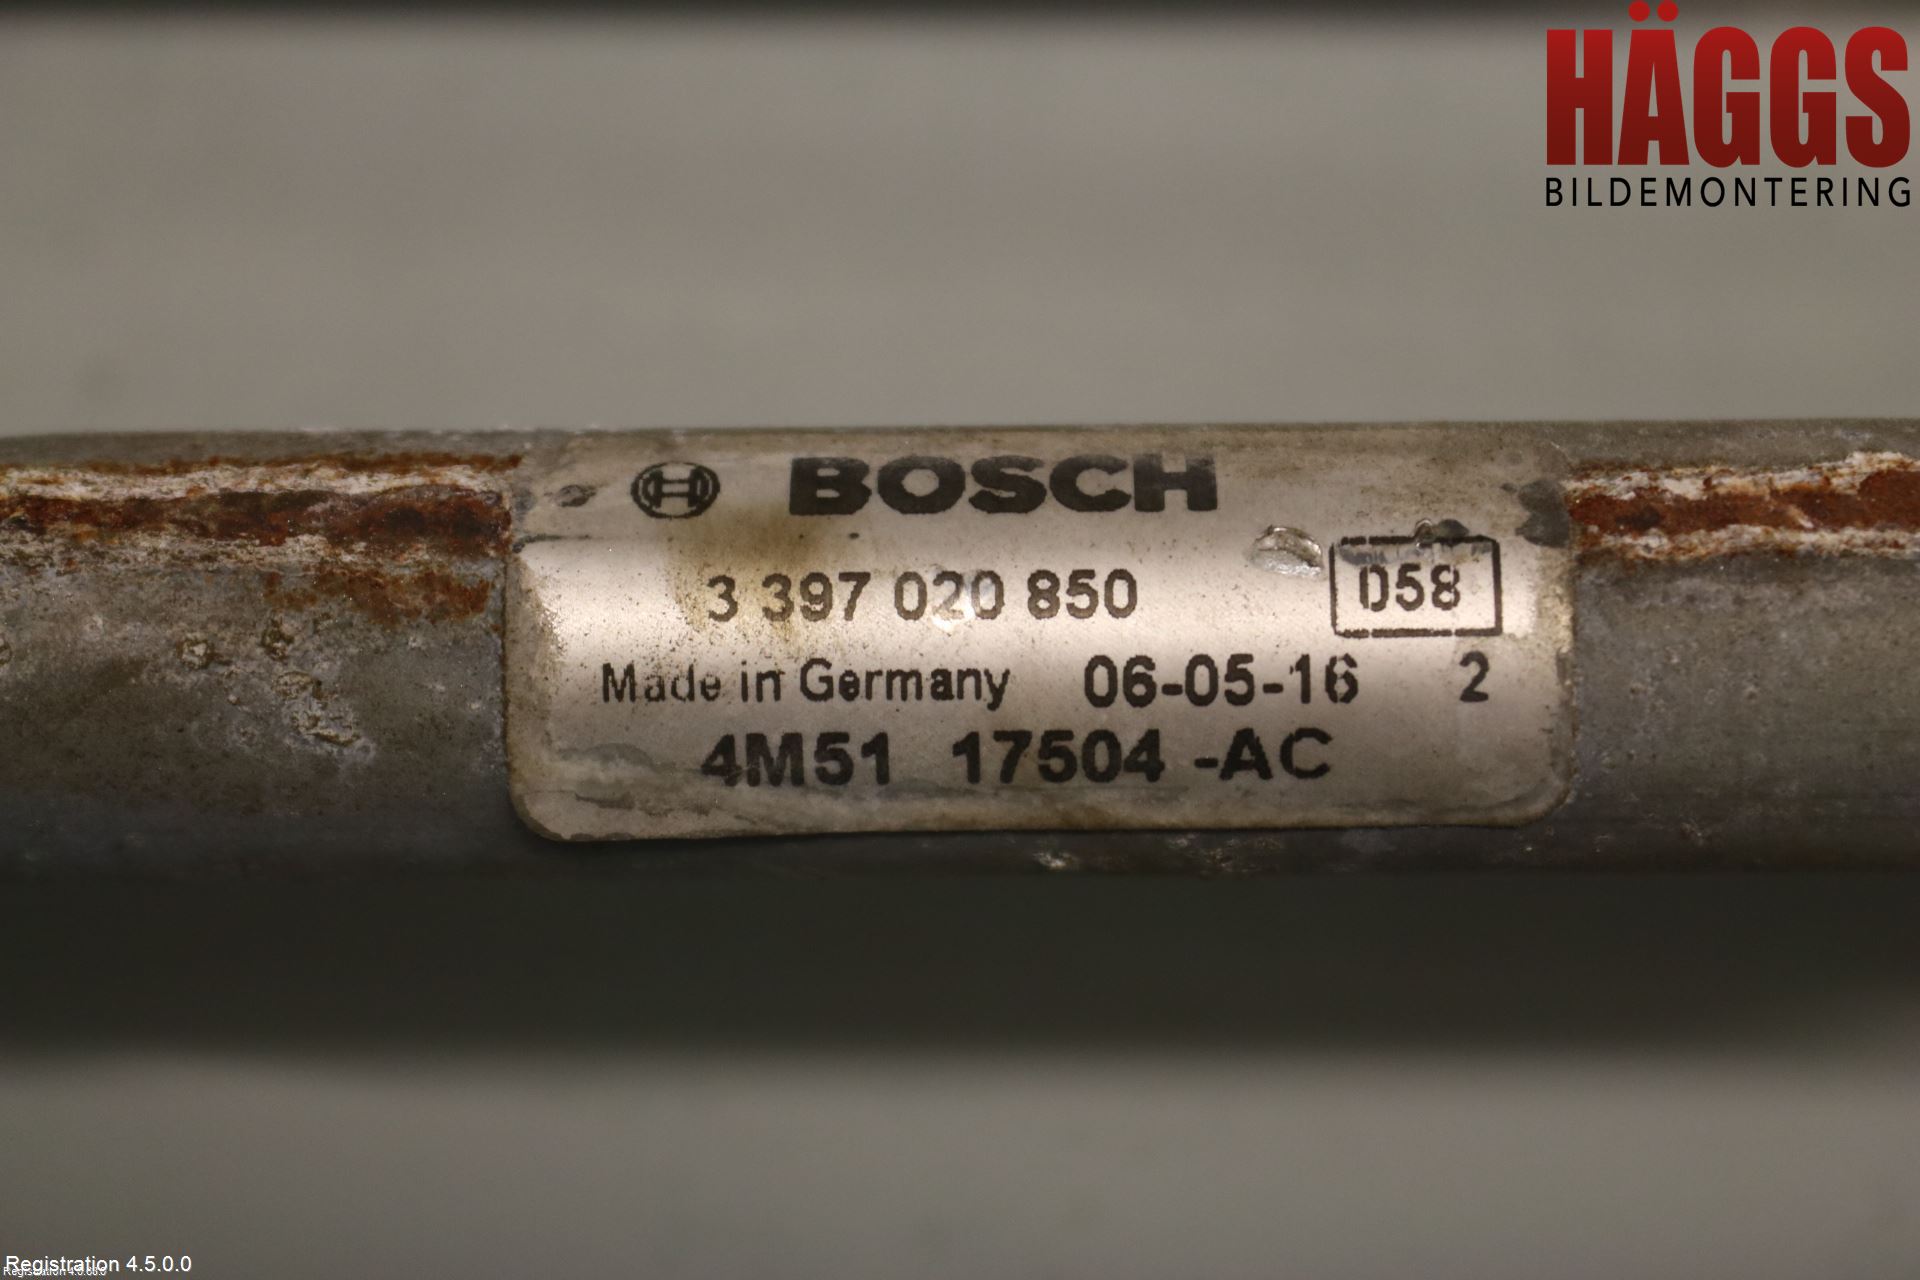 HÄGGS
BILDEMONTERING
BOSCH
3 397 020 850
058
Made in Germany 06-05-16 2
4M51 17504 -AC
Registration 4.5.0.0